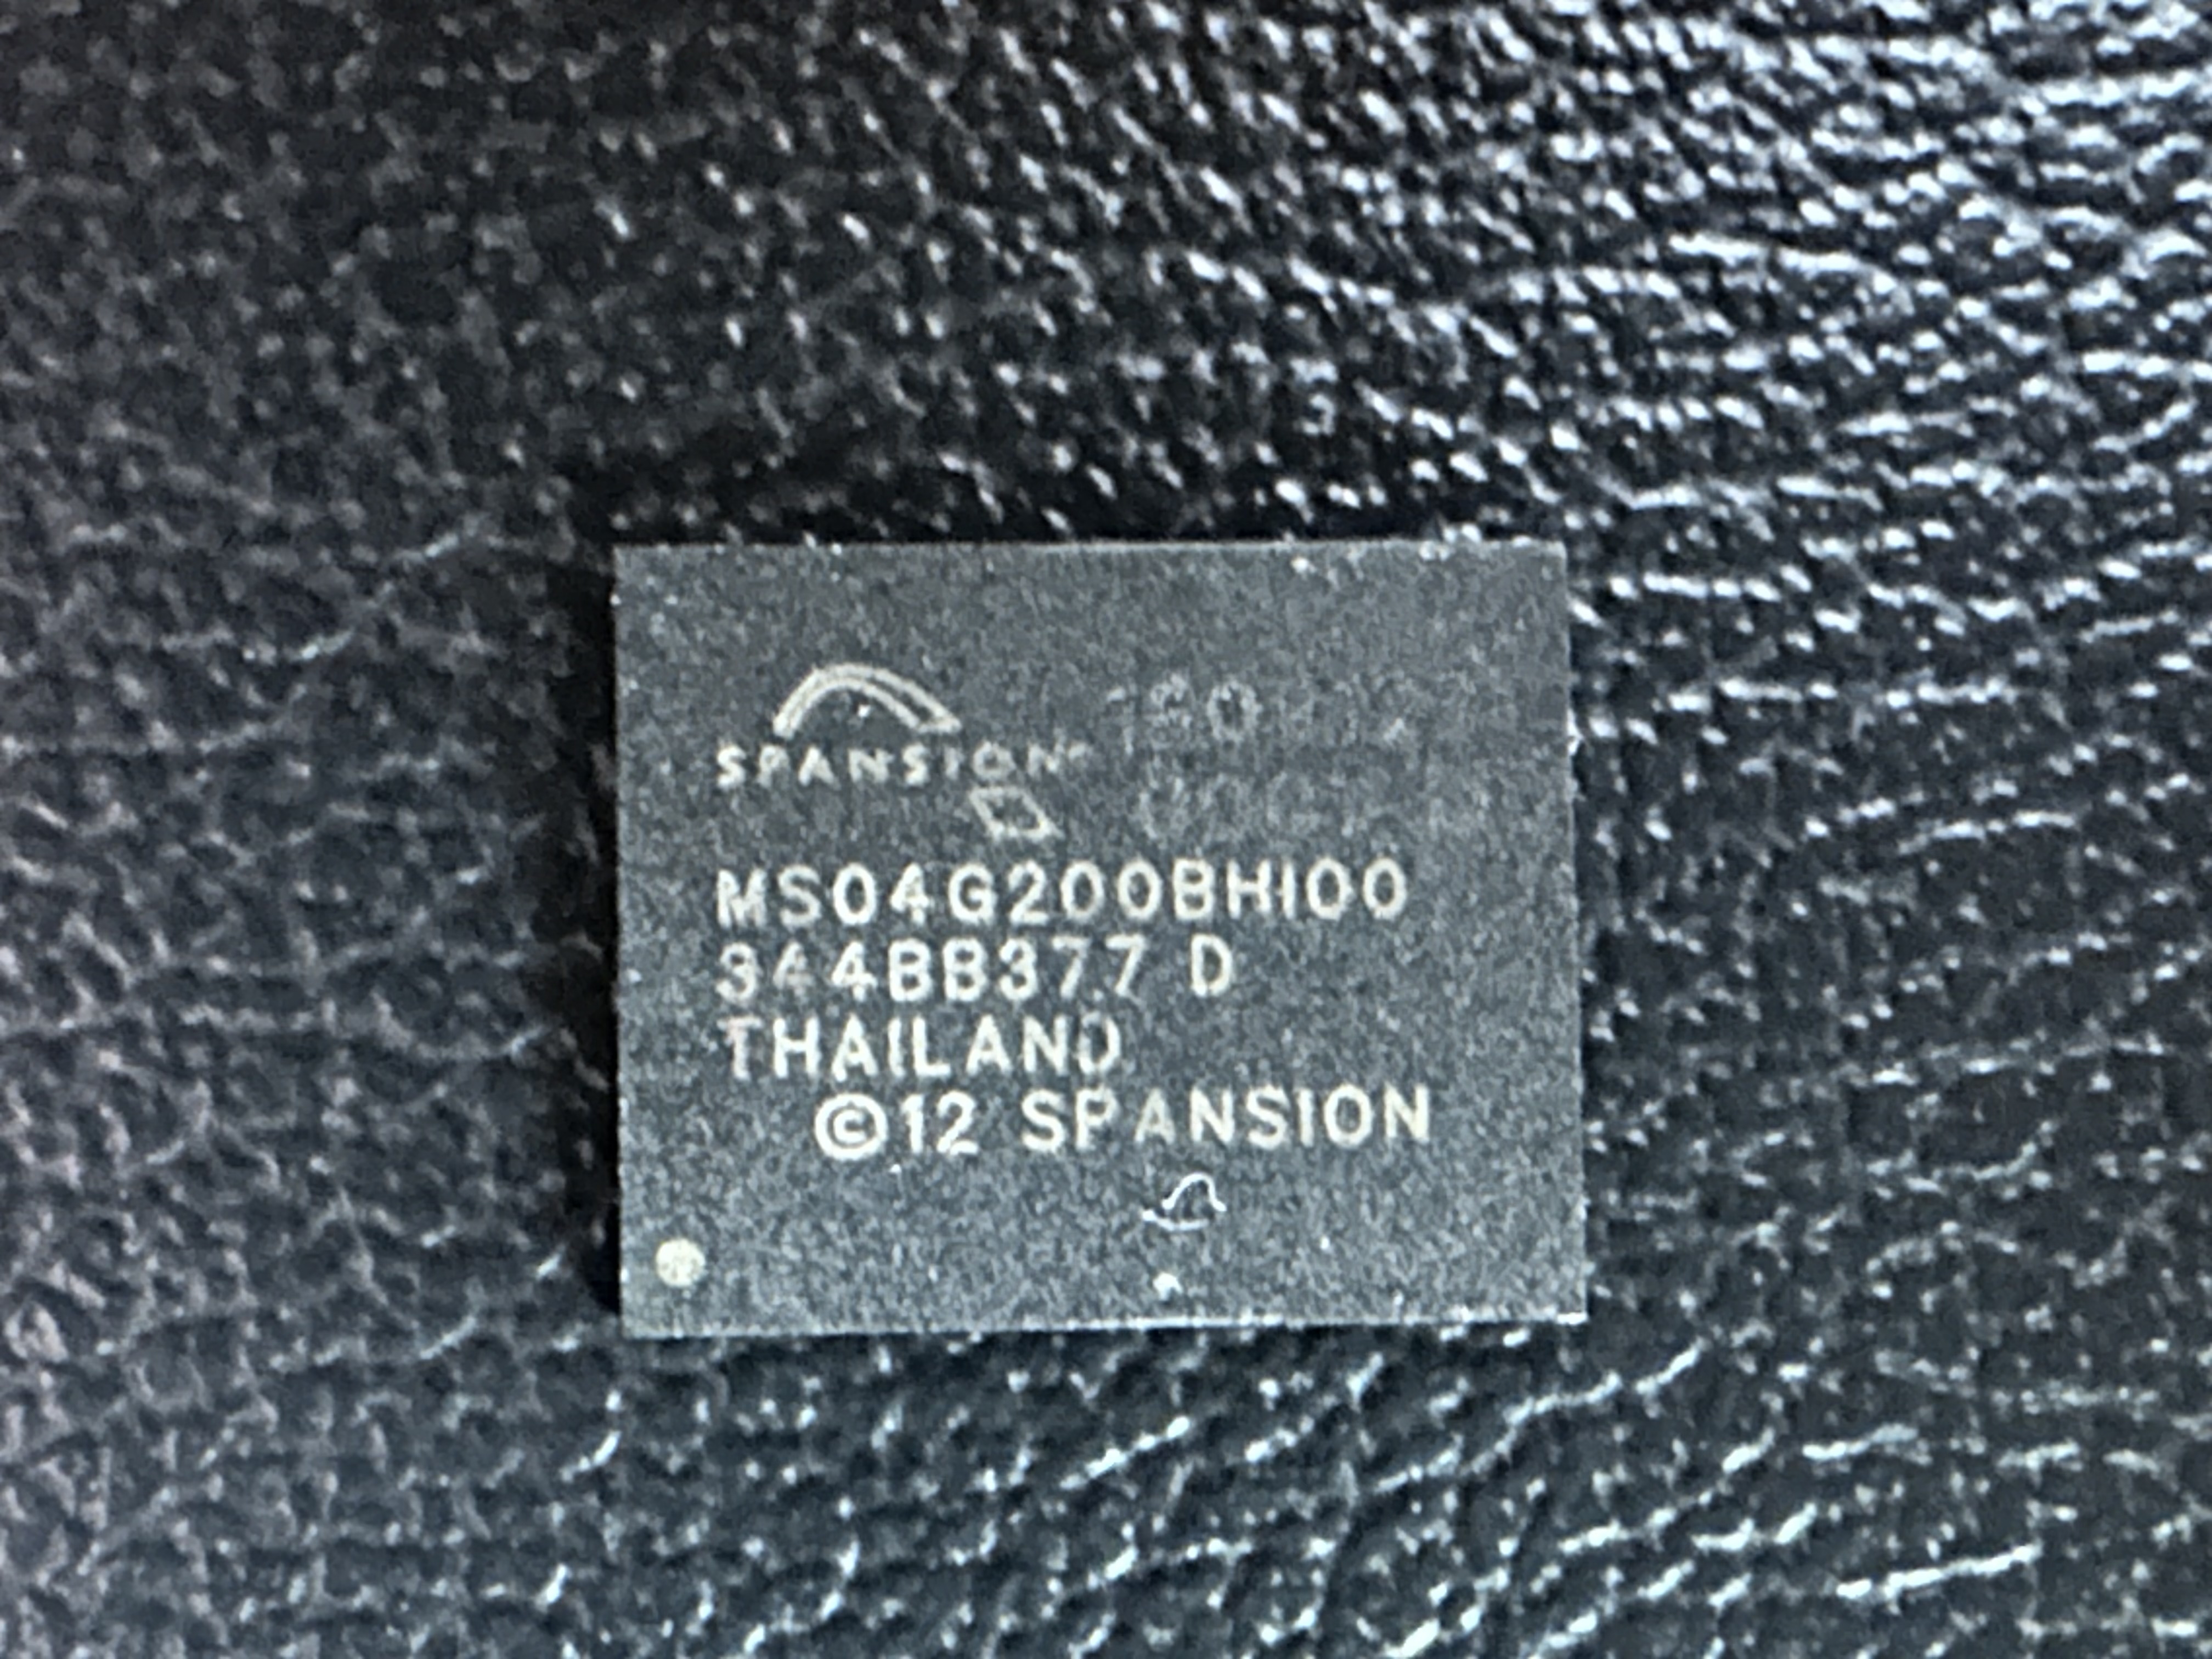 SPANSION
MS04G200BHI00
344BB377 D
THAILAND
©12 SPANSION